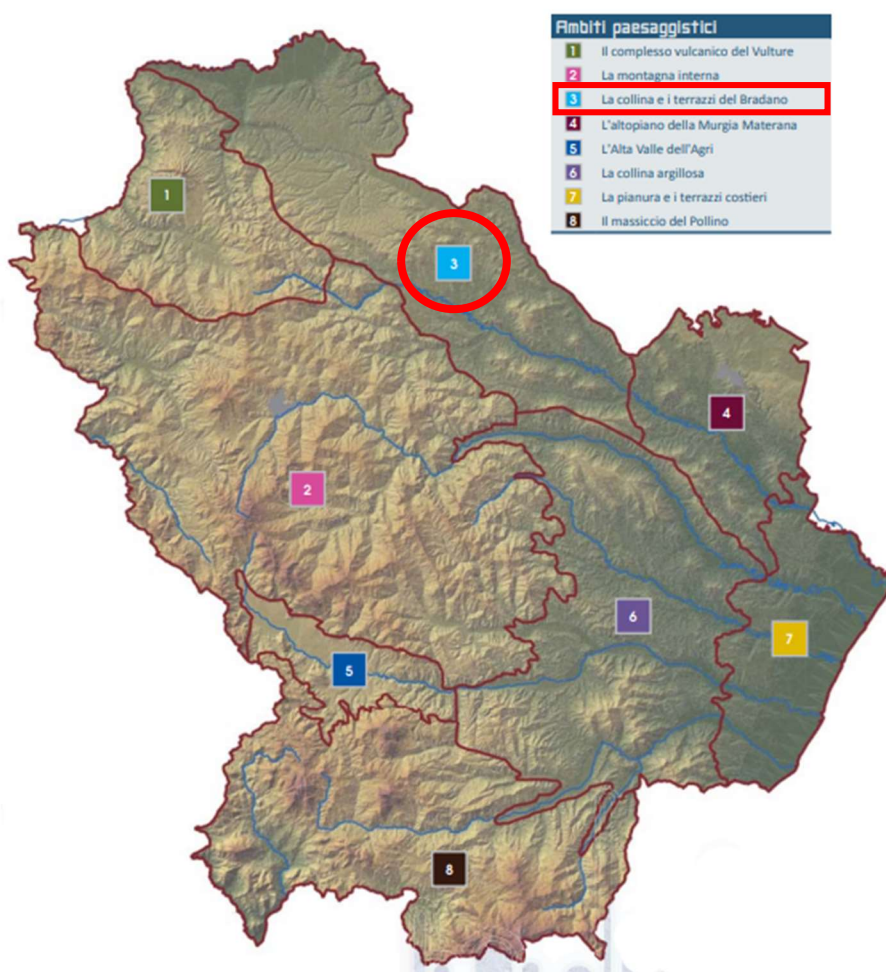 Ambiti paesaggistici
1 Il complesso vulcanico del Vulture
2 La montagna interna
3 La collina e i terrazzi del Bradano
4 L'altopiano della Murgia Materana
5 L'Alta Valle dell'Agri
6 La collina argillosa
7 La pianura e i terrazzi costieri
8 Il massiccio del Pollino
1
3
4
2
6
7
5
8